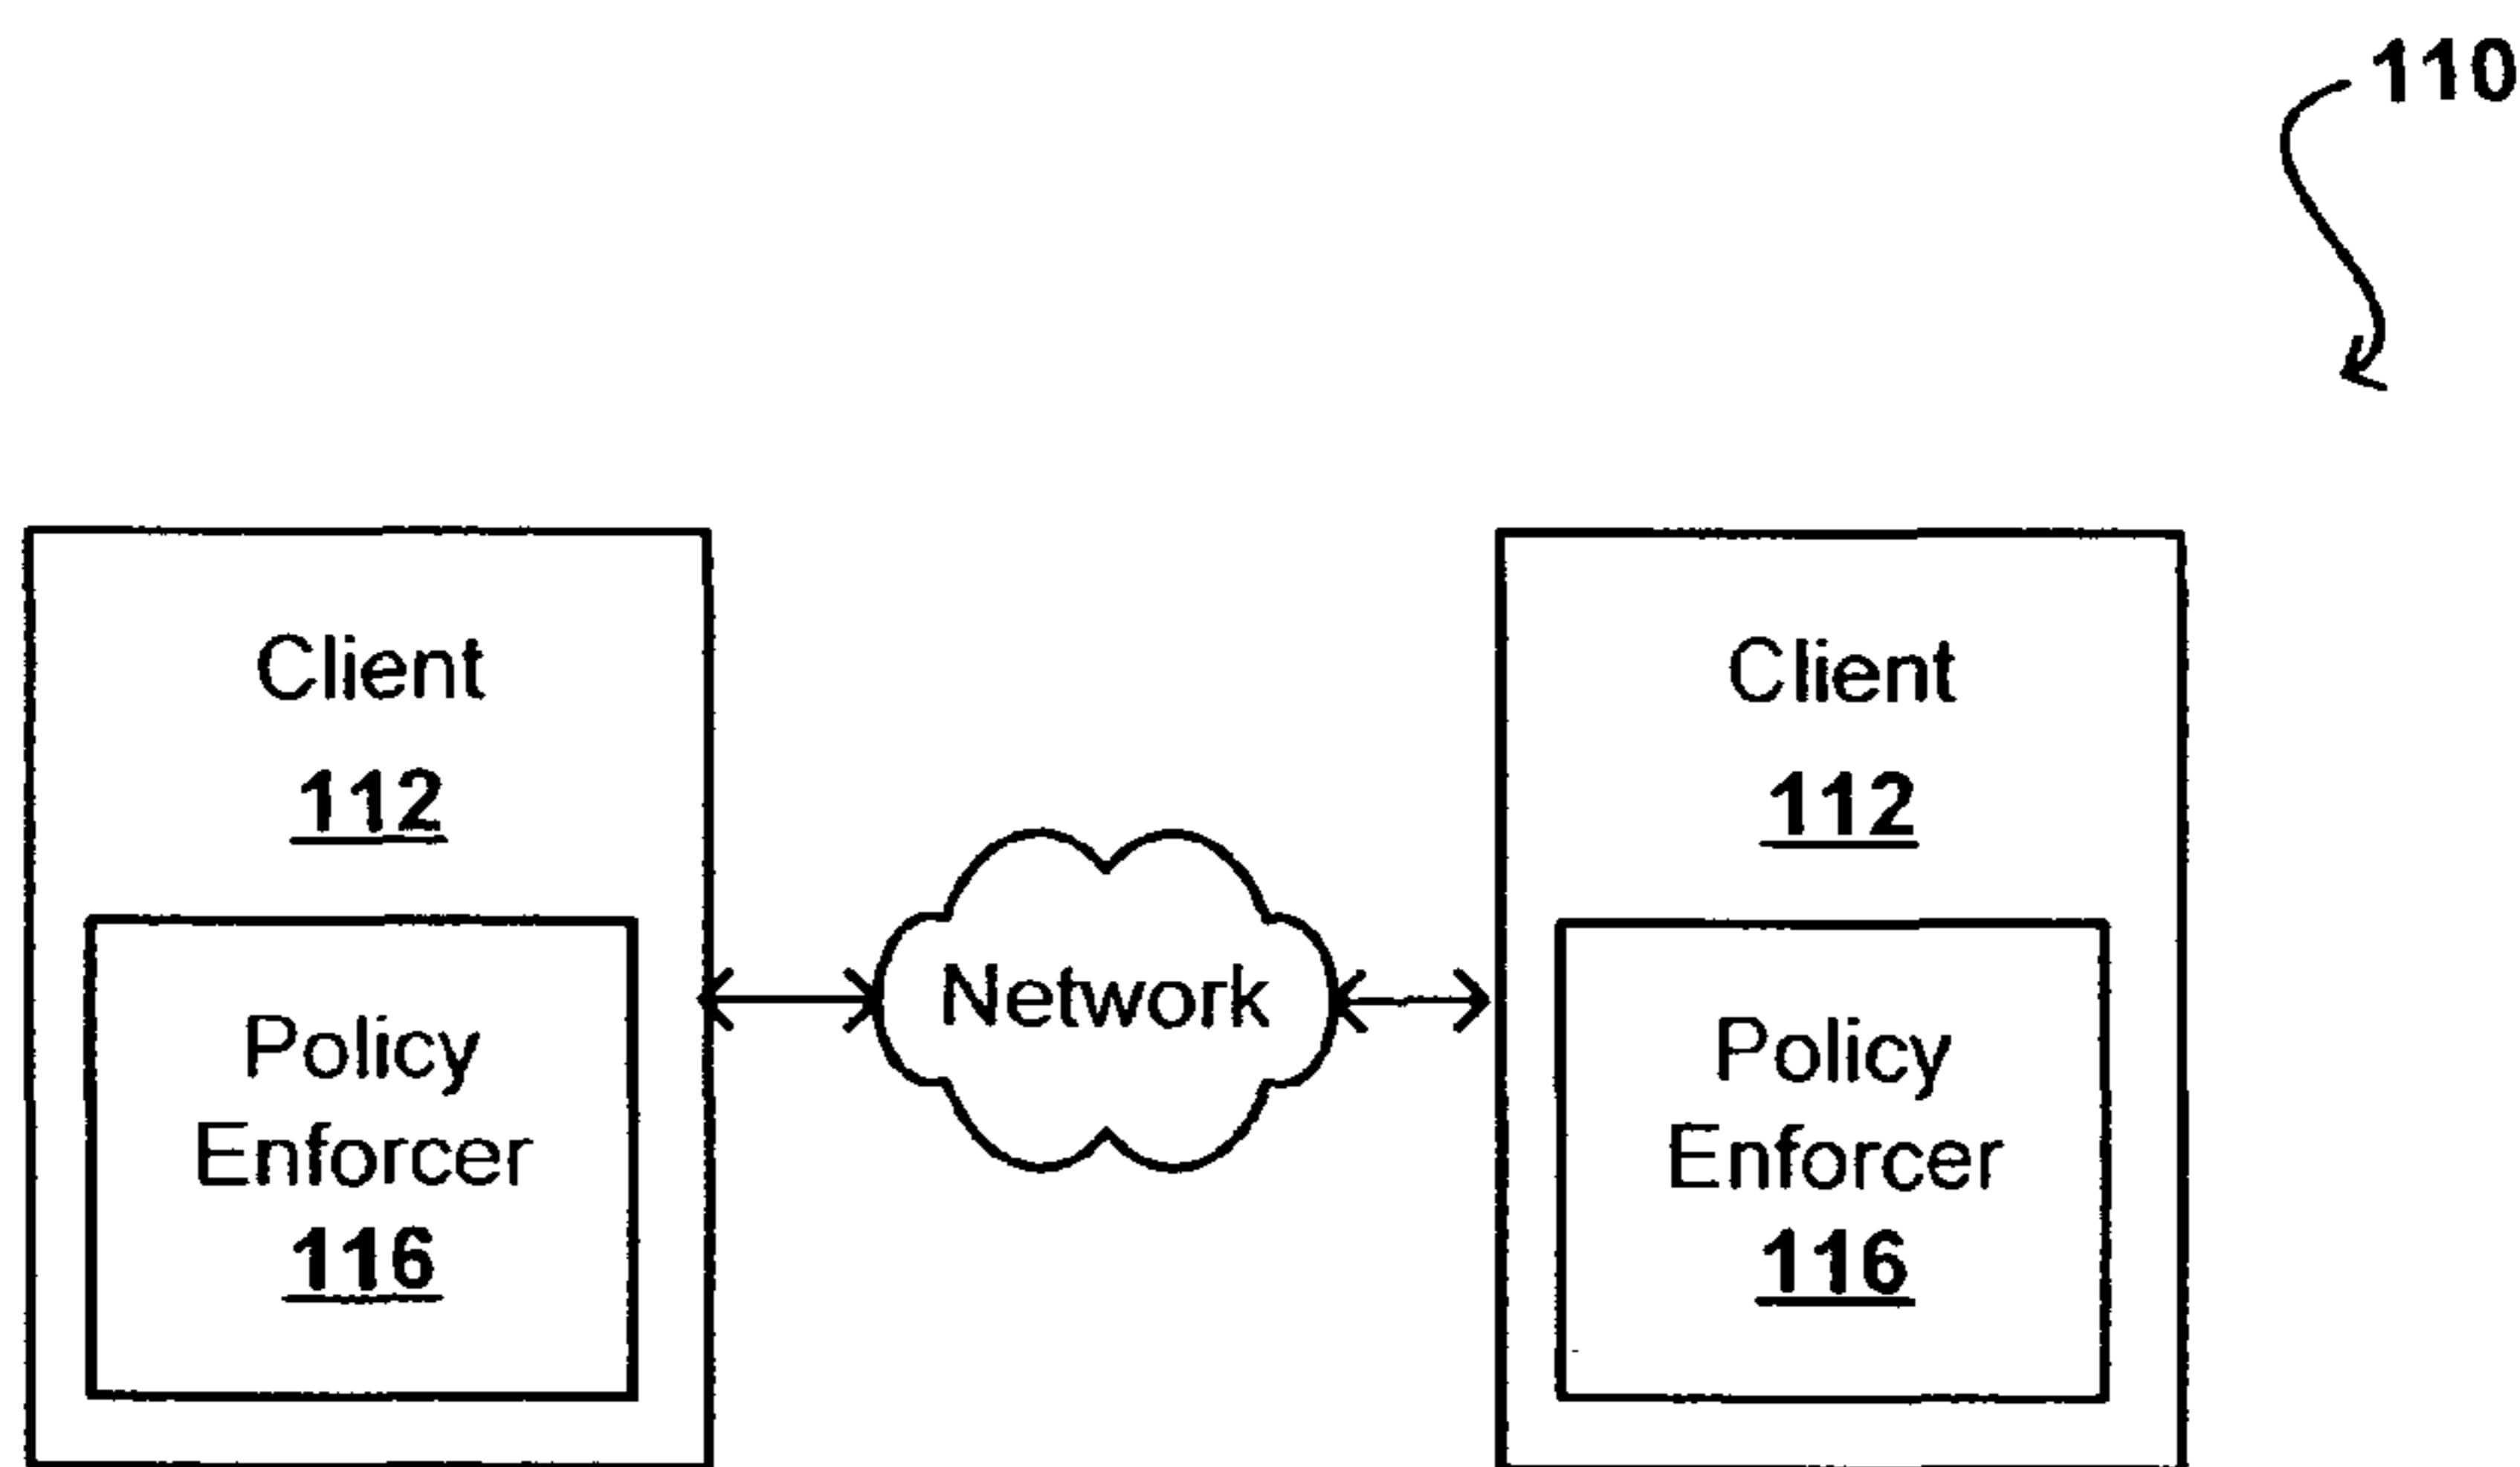 110
Client
112
Policy
Enforcer
116
Network
Client
112
Policy
Enforcer
116